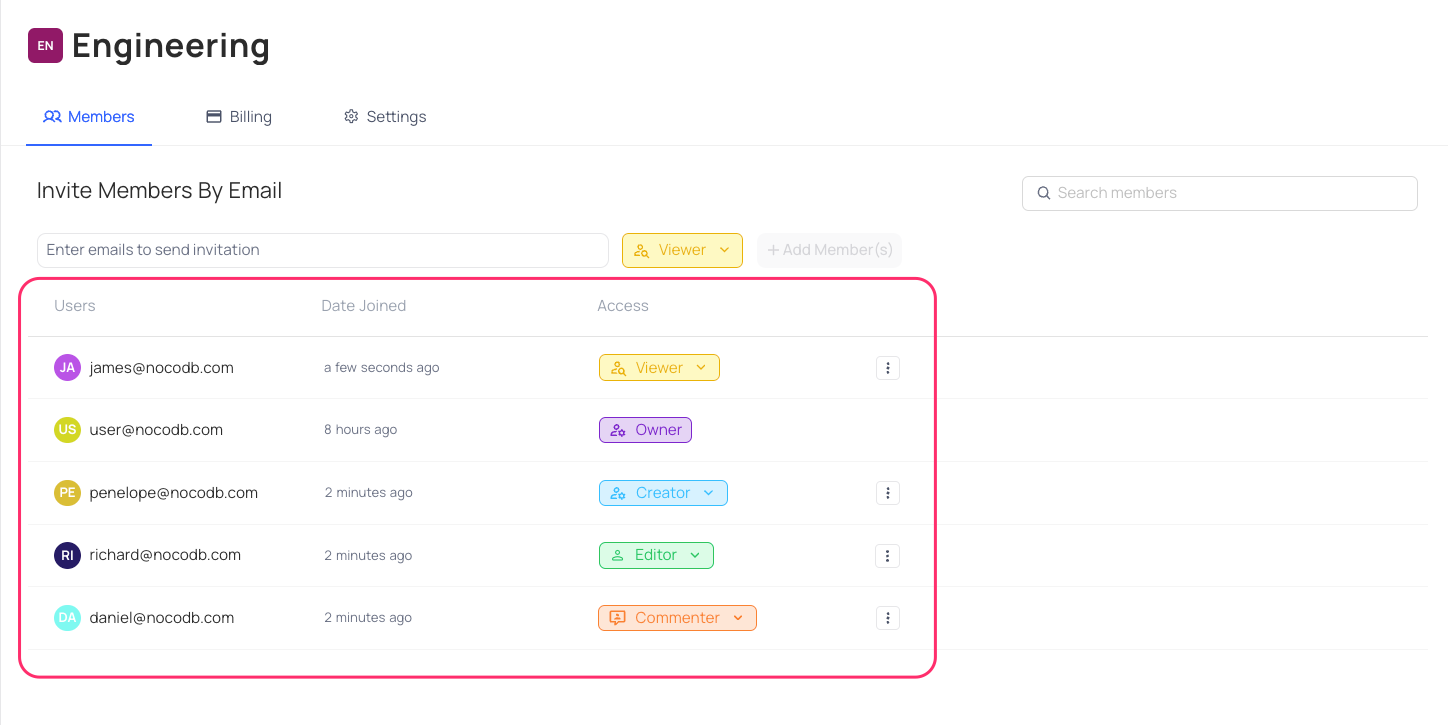 EN Engineering
Members Billing Settings
Invite Members By Email
Search members
Enter emails to send invitation Viewer + Add Member(s)
Users Date Joined Access
JA james@nocodb.com a few seconds ago Viewer
US user@nocodb.com 8 hours ago Owner
PE penelope@nocodb.com 2 minutes ago Creator
RI richard@nocodb.com 2 minutes ago Editor
DA daniel@nocodb.com 2 minutes ago Commenter